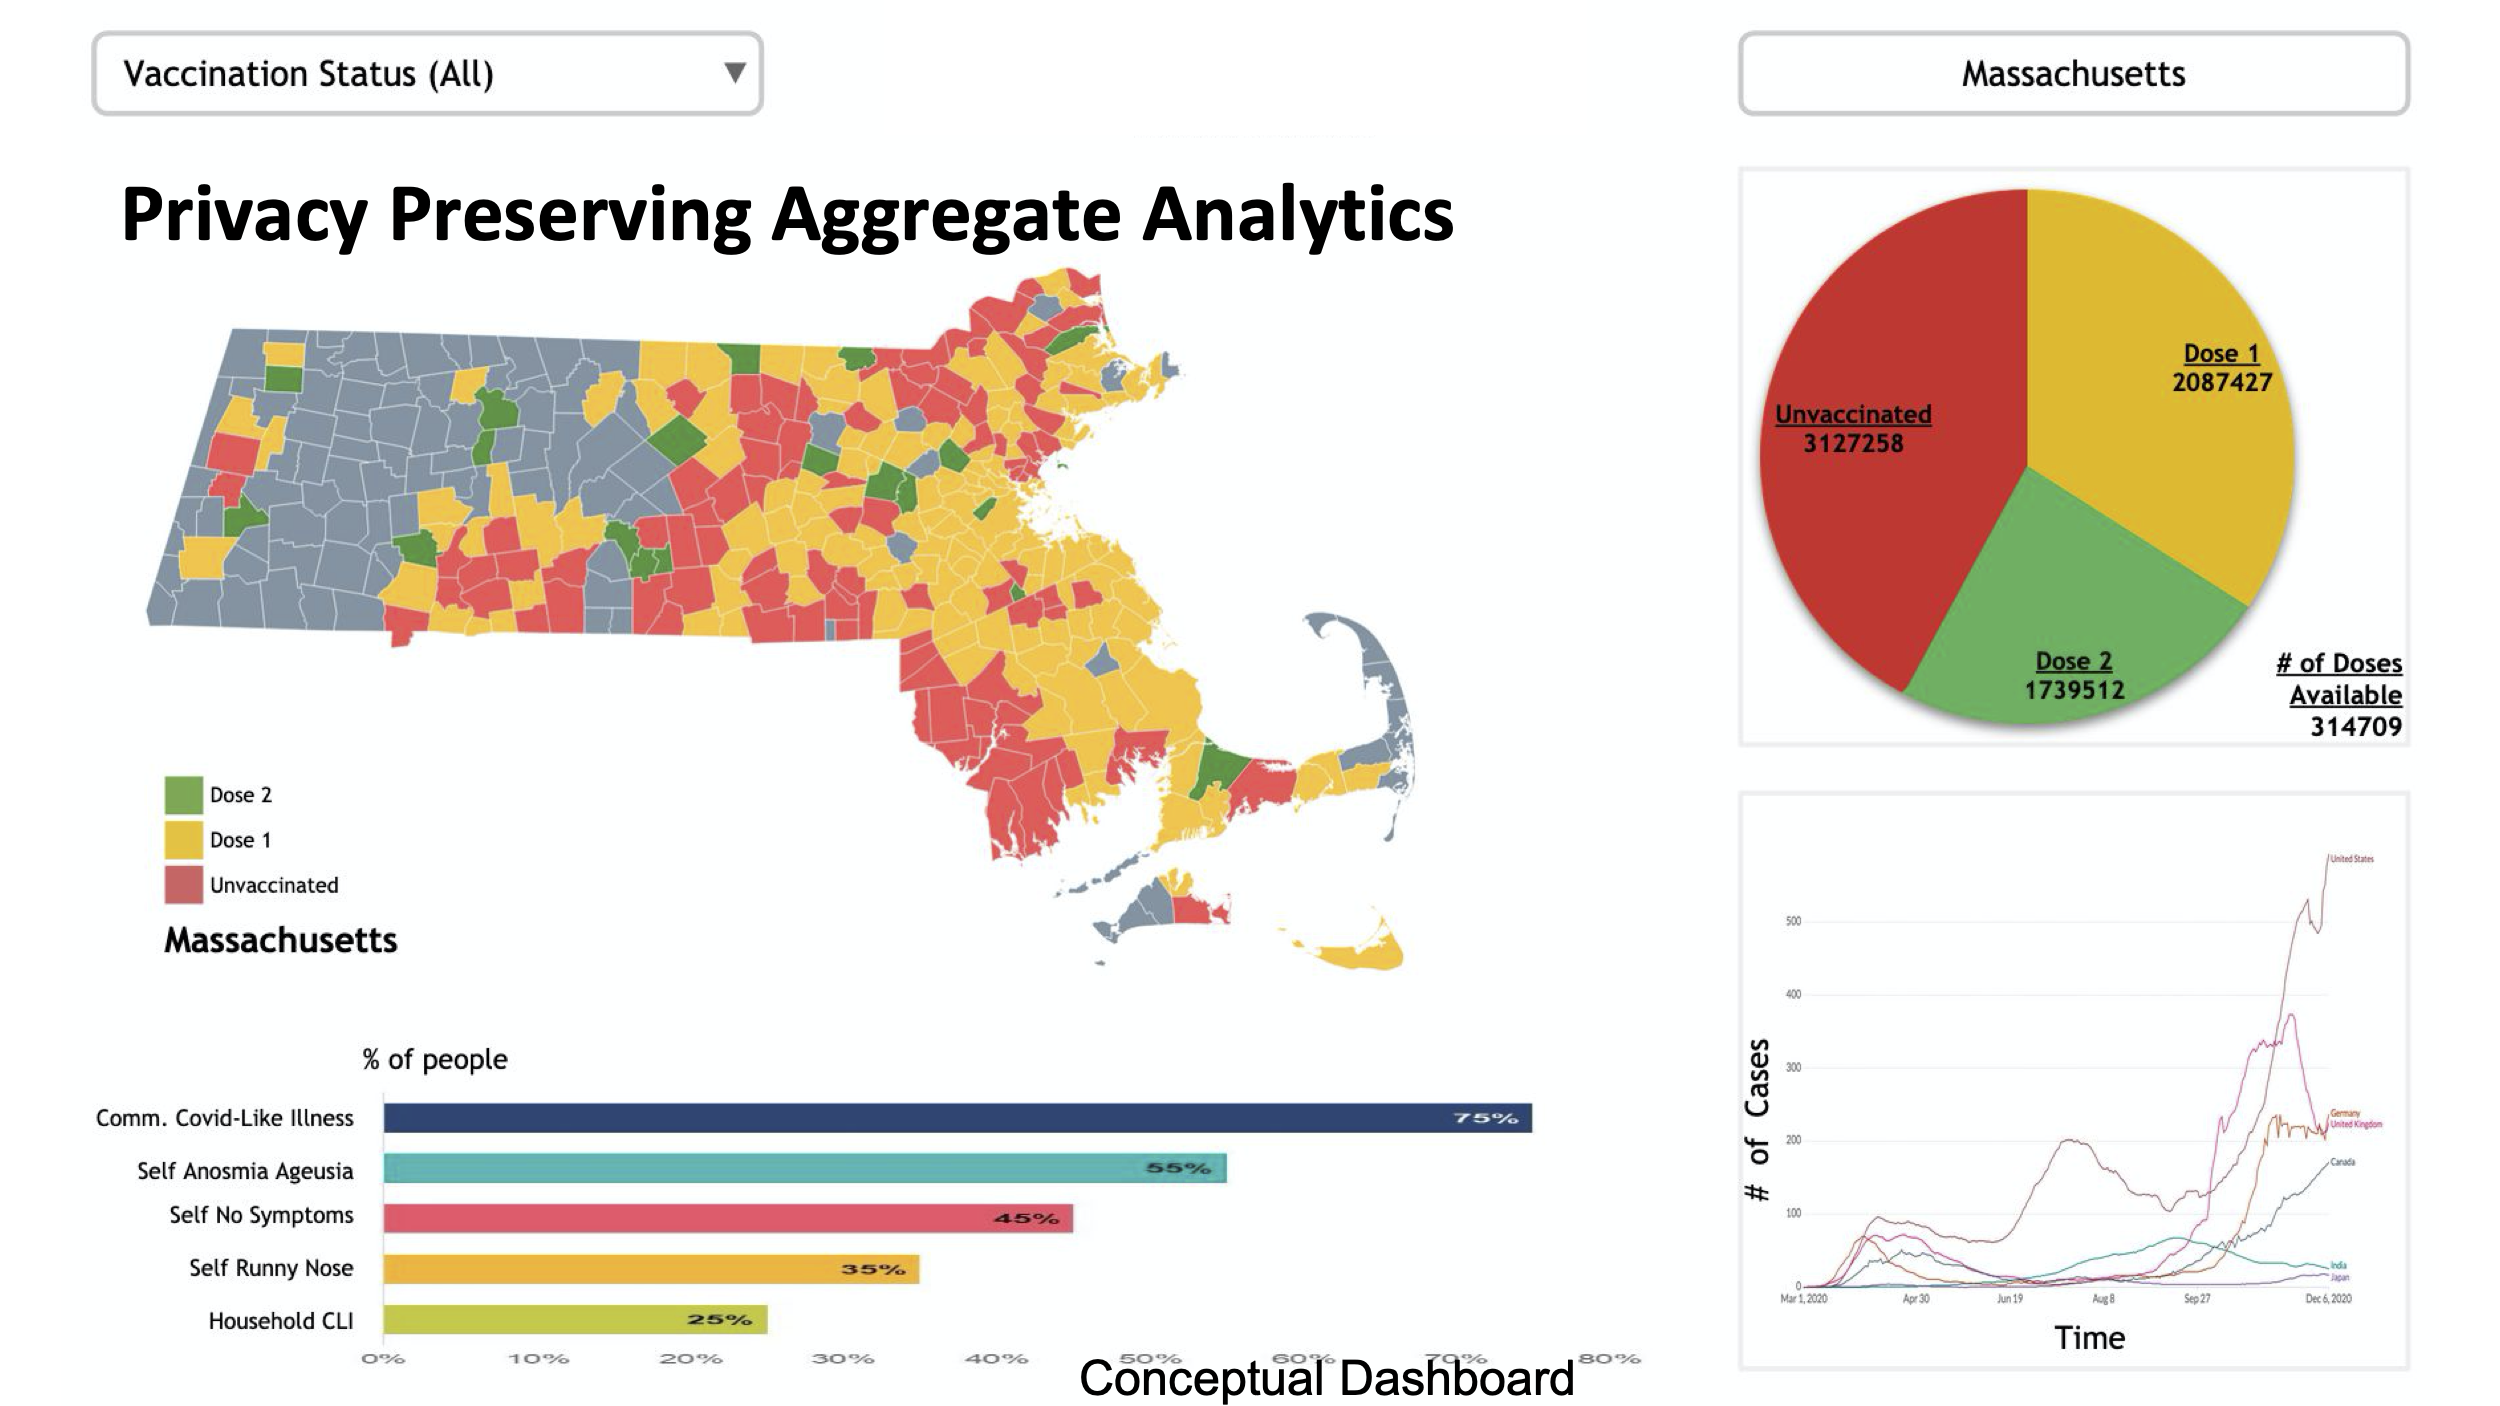 Vaccination Status (All)
Massachusetts
Privacy Preserving Aggregate Analytics
Dose 1
2087427
Unvaccinated
3127258
Dose 2
1739512
# of Doses
Available
314709
Dose 2
Dose 1
Unvaccinated
Massachusetts
% of people
Comm. Covid-Like Illness
75%
Self Anosmia Ageusia
55%
Self No Symptoms
45%
Self Runny Nose
35%
Household CLI
25%
0% 10% 20% 30% 40% 50% 60% 70% 80%
Conceptual Dashboard
# of Cases
United States
500
400
300
Germany
United Kingdom
200
Canada
100
India
Japan
0
Mar 1, 2020 Apr 30 Jun 19 Aug 8 Sep 27 Dec 6, 2020
Time